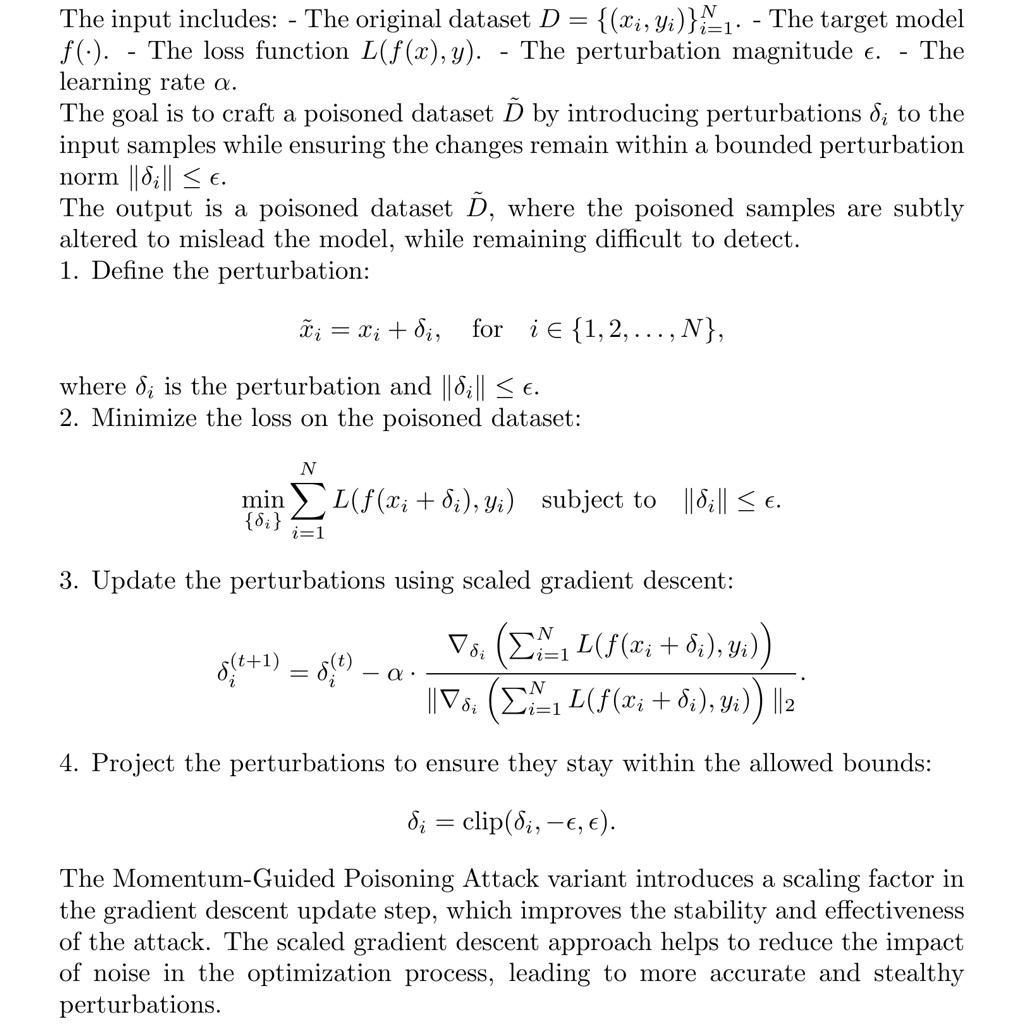 The input includes: - The original dataset $D = \{(x_i, y_i)\}_{i=1}^{N}$. - The target model
$f(\cdot)$. - The loss function $L(f(x), y)$. - The perturbation magnitude $\epsilon$. - The
learning rate $\alpha$.
The goal is to craft a poisoned dataset $\tilde{D}$ by introducing perturbations $\delta_i$ to the
input samples while ensuring the changes remain within a bounded perturbation
norm $\|\delta_i\| \leq \epsilon$.
The output is a poisoned dataset $\tilde{D}$, where the poisoned samples are subtly
altered to mislead the model, while remaining difficult to detect.
1. Define the perturbation:
$\tilde{x}_i = x_i + \delta_i, \quad \text{for} \quad i \in \{1, 2, \ldots, N\},$
where $\delta_i$ is the perturbation and $\|\delta_i\| \leq \epsilon$.
2. Minimize the loss on the poisoned dataset:
$\min_{\{\delta_i\}} \sum_{i=1}^{N} L(f(x_i + \delta_i), y_i) \quad \text{subject to} \quad \|\delta_i\| \leq \epsilon.$
3. Update the perturbations using scaled gradient descent:
$\delta_i^{(t+1)} = \delta_i^{(t)} - \alpha \cdot \frac{\nabla_{\delta_i} \left( \sum_{i=1}^{N} L(f(x_i + \delta_i), y_i) \right)}{\| \nabla_{\delta_i} \left( \sum_{i=1}^{N} L(f(x_i + \delta_i), y_i) \right) \|_2}.$
4. Project the perturbations to ensure they stay within the allowed bounds:
$\delta_i = \text{clip}(\delta_i, -\epsilon, \epsilon).$
The Momentum-Guided Poisoning Attack variant introduces a scaling factor in
the gradient descent update step, which improves the stability and effectiveness
of the attack. The scaled gradient descent approach helps to reduce the impact
of noise in the optimization process, leading to more accurate and stealthy
perturbations.